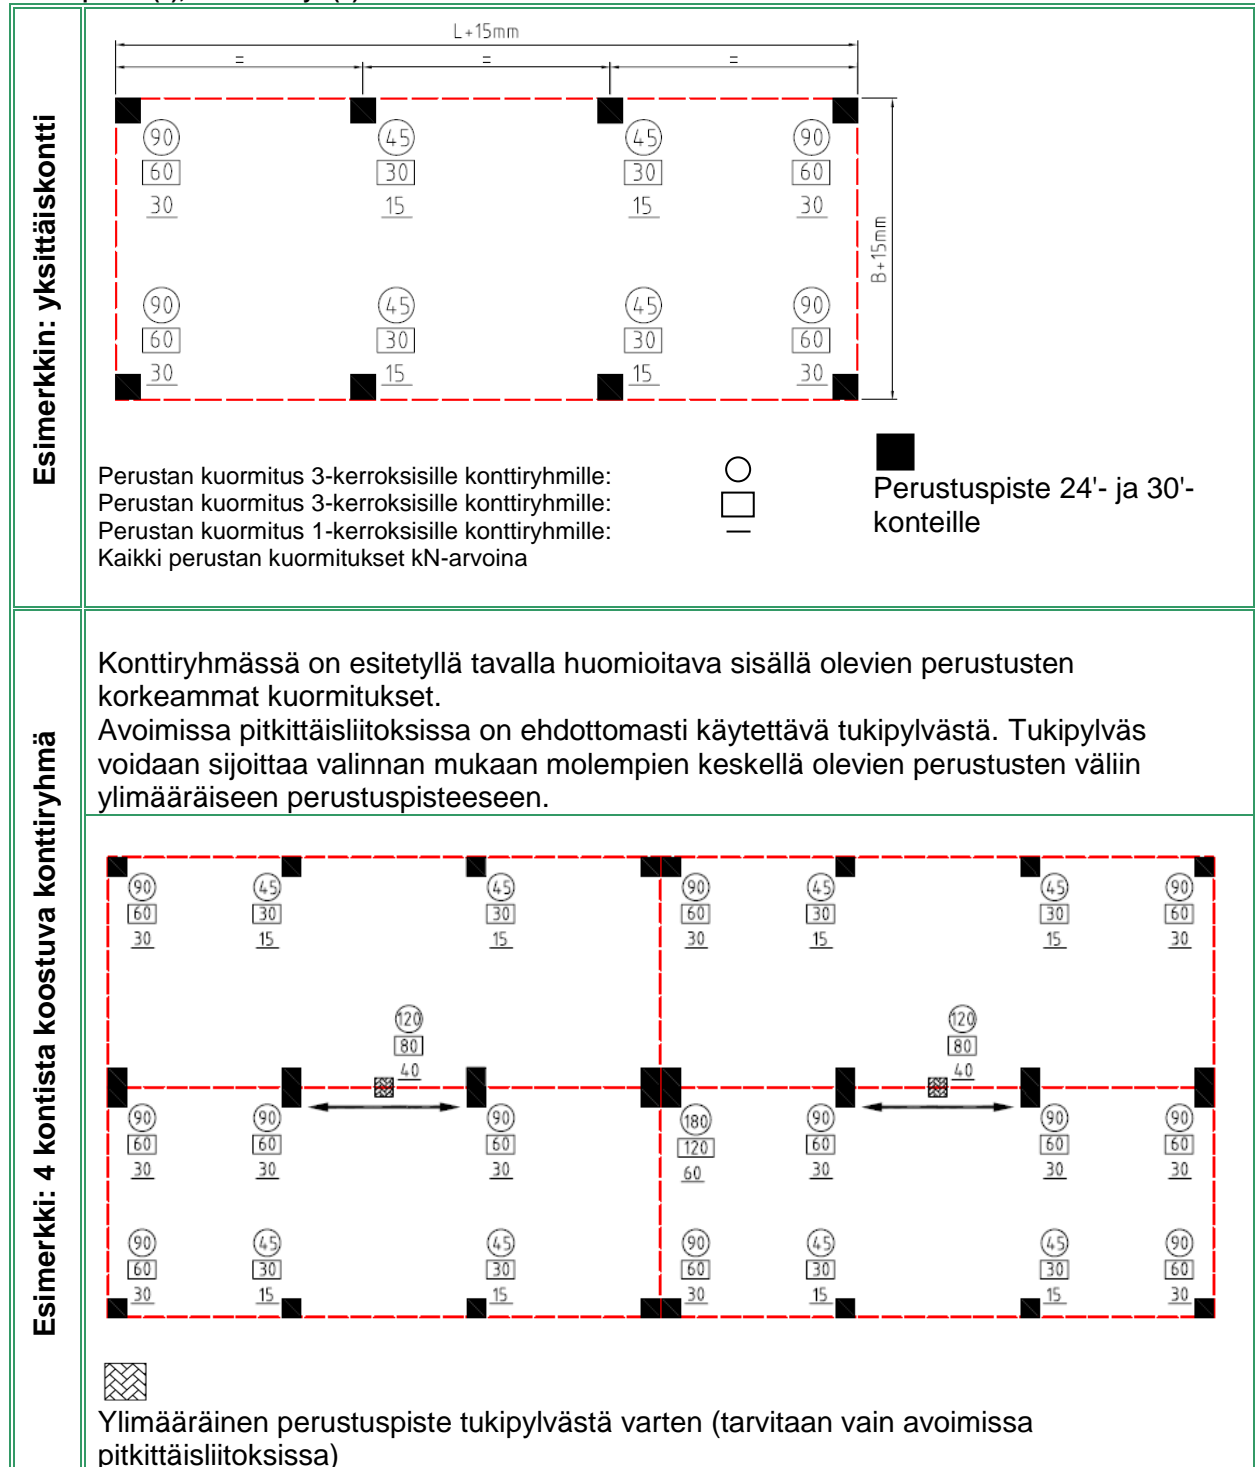 Esimerkkin: yksittäiskontti
L+15mm
= = =
90 45 45 90
60 30 30 60
30 15 15 30
B+15mm
90 45 45 90
60 30 30 60
30 15 15 30
Perustan kuormitus 3-kerroksisille konttiryhmille:
Perustan kuormitus 3-kerroksisille konttiryhmille:
Perustan kuormitus 1-kerroksisille konttiryhmille:
Kaikki perustan kuormitukset kN-arvoina
Perustuspiste 24'- ja 30'-
konteille
Esimerkki: 4 kontista koostuva konttiryhmä
Konttiryhmässä on esitetyllä tavalla huomioitava sisällä olevien perustusten
korkeammat kuormitukset.
Avoimissa pitkittäisliitoksissa on ehdottomasti käytettävä tukipylvästä. Tukipylväs
voidaan sijoittaa valinnan mukaan molempien keskellä olevien perustusten väliin
ylimääräiseen perustuspisteeseen.
90 45 45 90 45 45 90
60 30 30 60 30 30 60
30 15 15 30 15 15 30
120 120
80 80
40 40
90 90 90 180 90 90 90
60 60 60 120 60 60 60
30 30 30 60 30 30 30
90 45 45 90 45 45 90
60 30 30 60 30 30 60
30 15 15 30 15 15 30
Ylimääräinen perustuspiste tukipylvästä varten (tarvitaan vain avoimissa
pitkittäisliitoksissa)